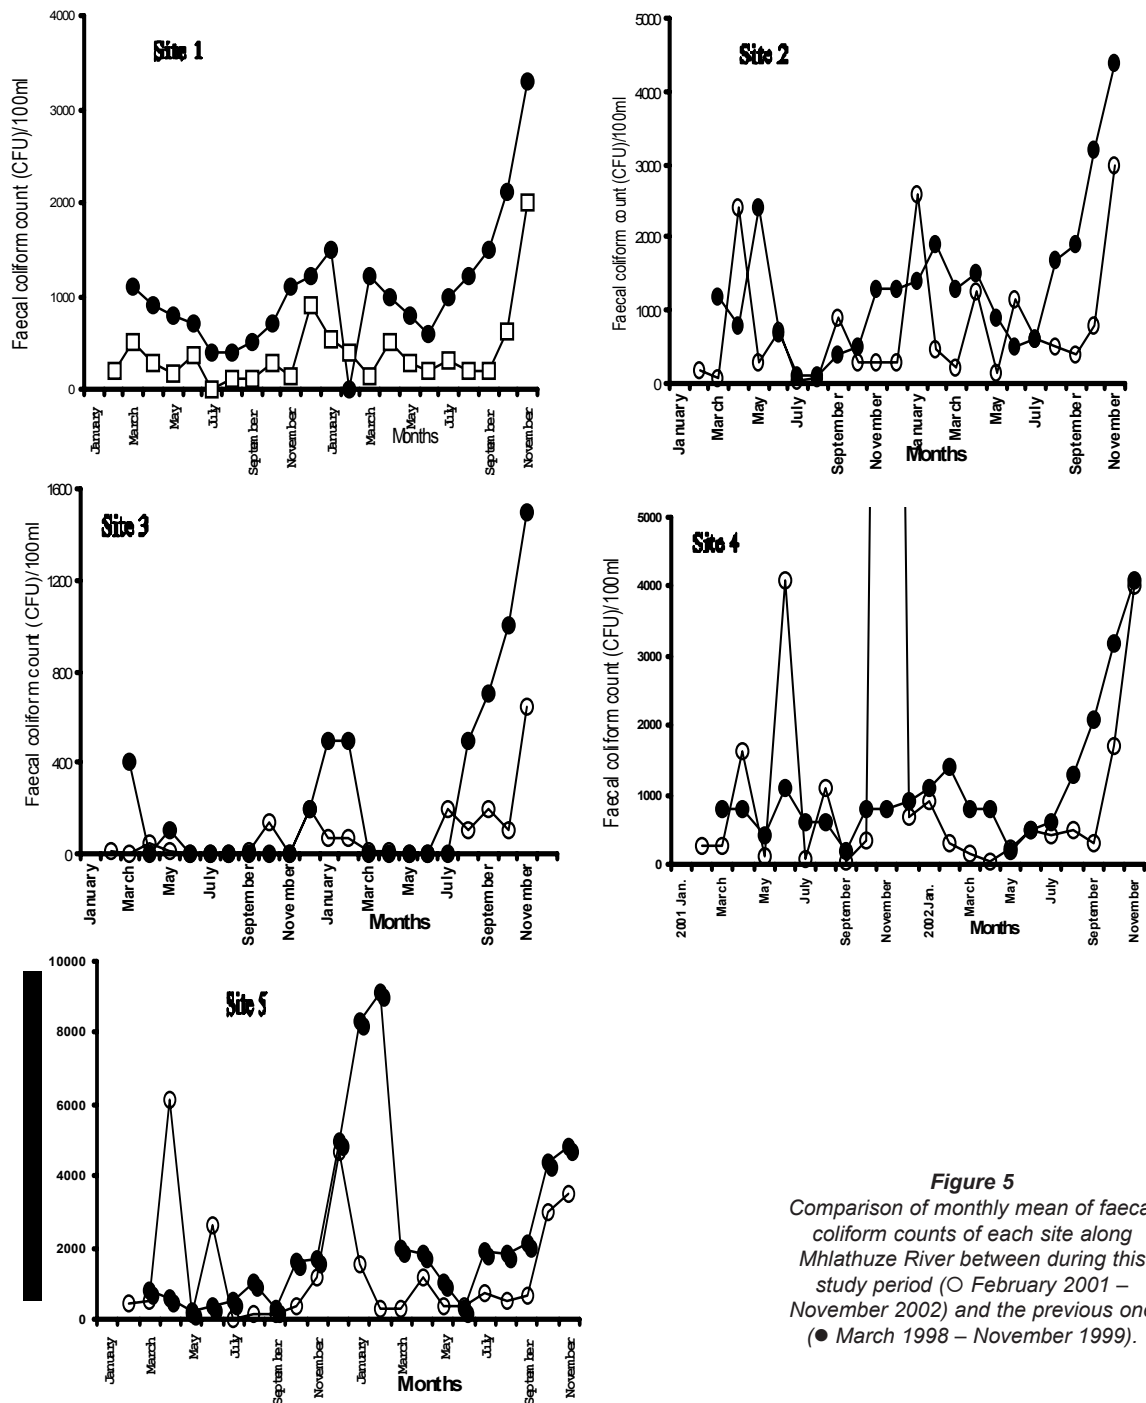 Site 1
Faecal coliform count (CFU)/100ml
4000
3000
2000
1000
0
January
March
May
July
September
November
January
March
May
July
September
November
Months
Site 2
Faecal coliform count (CFU)/100ml
5000
4000
3000
2000
1000
0
January
March
May
July
September
November
January
March
May
July
September
November
Months
Site 3
Faecal coliform count (CFU)/100ml
1600
1200
800
400
0
January
March
May
July
September
November
January
March
May
July
September
November
Months
Site 4
Faecal coliform count (CFU)/100ml
5000
4000
3000
2000
1000
0
2001 Jan.
March
May
July
September
November
2002Jan.
March
May
July
September
November
Months
Site 5
10000
8000
6000
4000
2000
0
January
March
May
July
September
November
January
March
May
July
September
November
Months
Figure 5
Comparison of monthly mean of faeca
coliform counts of each site along
Mhlathuze River between during this
study period (○ February 2001 –
November 2002) and the previous one
(● March 1998 – November 1999).